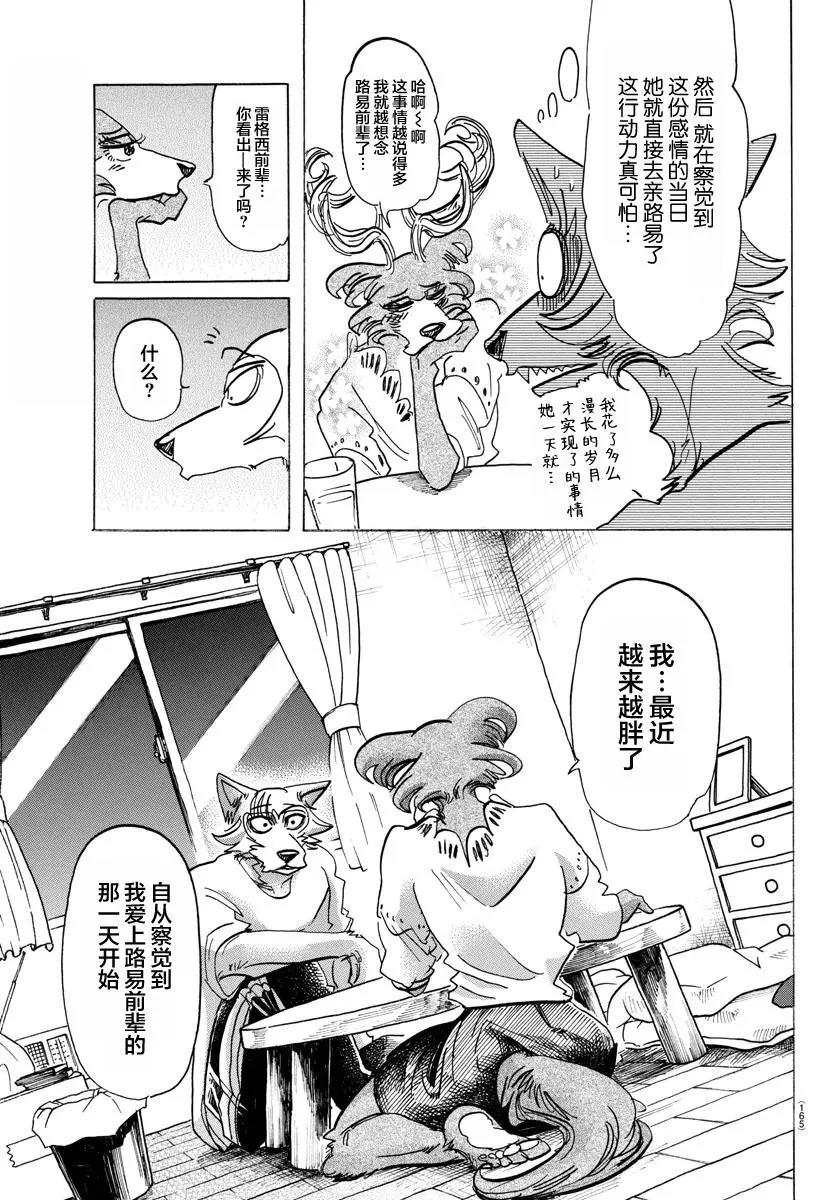 然后 就在察觉到
这份感情的当日
她就直接去亲路易了
这行动力真可怕…
哈啊～啊
这事情越说得多
我就越想念
路易前辈了…
我花了多么
漫长的岁月
才实现了的事情
她一天就…
雷格西前辈…
你看出—来了吗?
什么?
我…最近
越来越胖了
自从察觉到
我爱上路易前辈的
那一天开始
(165)